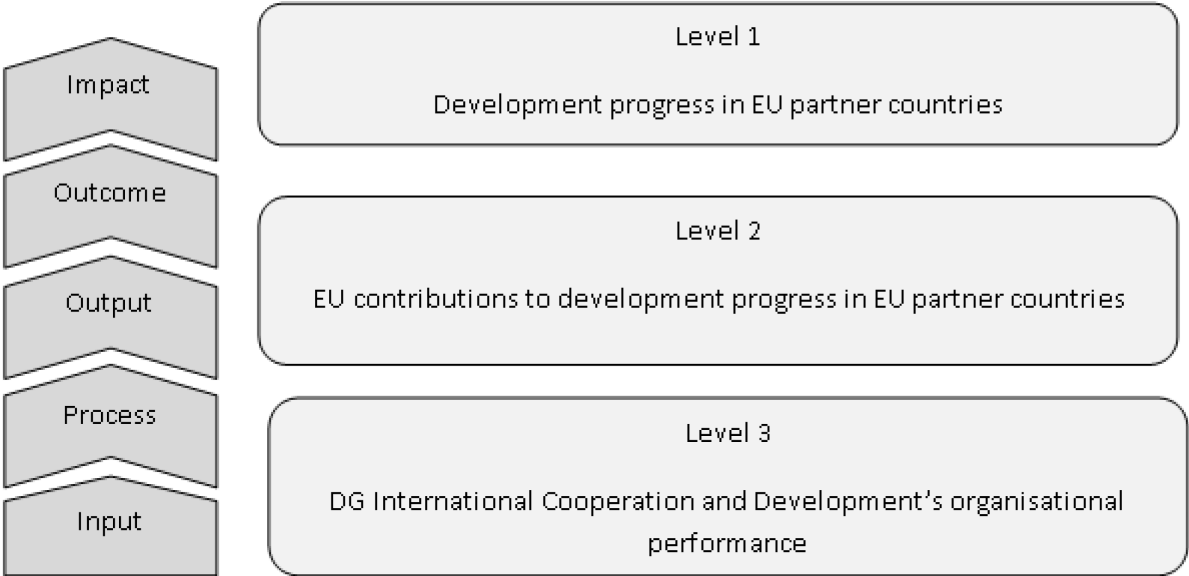 Impact
Outcome
Output
Process
Input
Level 1
Development progress in EU partner countries
Level 2
EU contributions to development progress in EU partner countries
Level 3
DG International Cooperation and Development's organisational
performance